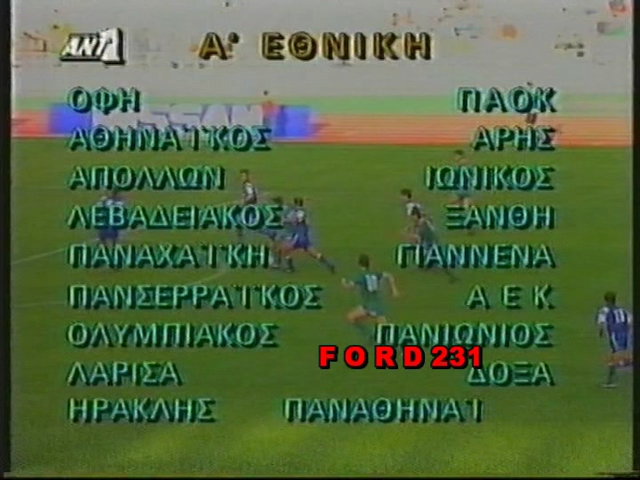 ΑΝΤ1
Α' ΕΘΝΙΚΗ
ΟΦΗ ΠΑΟΚ
NISSAN
ΑΘΗΝΑΪΚΟΣ ΑΡΗΣ
ΑΠΟΛΛΩΝ ΙΩΝΙΚΟΣ
ΛΕΒΑΔΕΙΑΚΟΣ ΞΑΝΘΗ
ΠΑΝΑΧΑΪΚΗ ΓΙΑΝΝΕΝΑ
ΠΑΝΣΕΡΡΑΪΚΟΣ Α Ε Κ
ΟΛΥΜΠΙΑΚΟΣ ΠΑΝΙΩΝΙΟΣ
F O R D 231
ΛΑΡΙΣΑ ΔΟΞΑ
ΗΡΑΚΛΗΣ ΠΑΝΑΘΗΝΑΪ